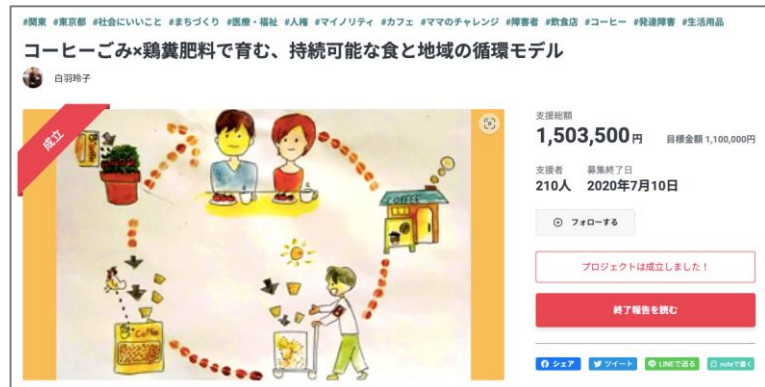 #関東 #東京都 #社会にいいこと #まちづくり #医療・福祉 #人権 #マイノリティ #カフェ #ママのチャレンジ #障害者 #飲食店 #コーヒー #発達障害 #生活用品
コーヒーごみ×鶏糞肥料で育む、持続可能な食と地域の循環モデル
白羽玲子
成立
COFFEE
Coffee
支援総額
1,503,500円 目標金額 1,100,000円
支援者 募集終了日
210人 2020年7月10日
フォローする
プロジェクトは成立しました！
終了報告を読む
シェア ツイート LINEで送る noteで書く